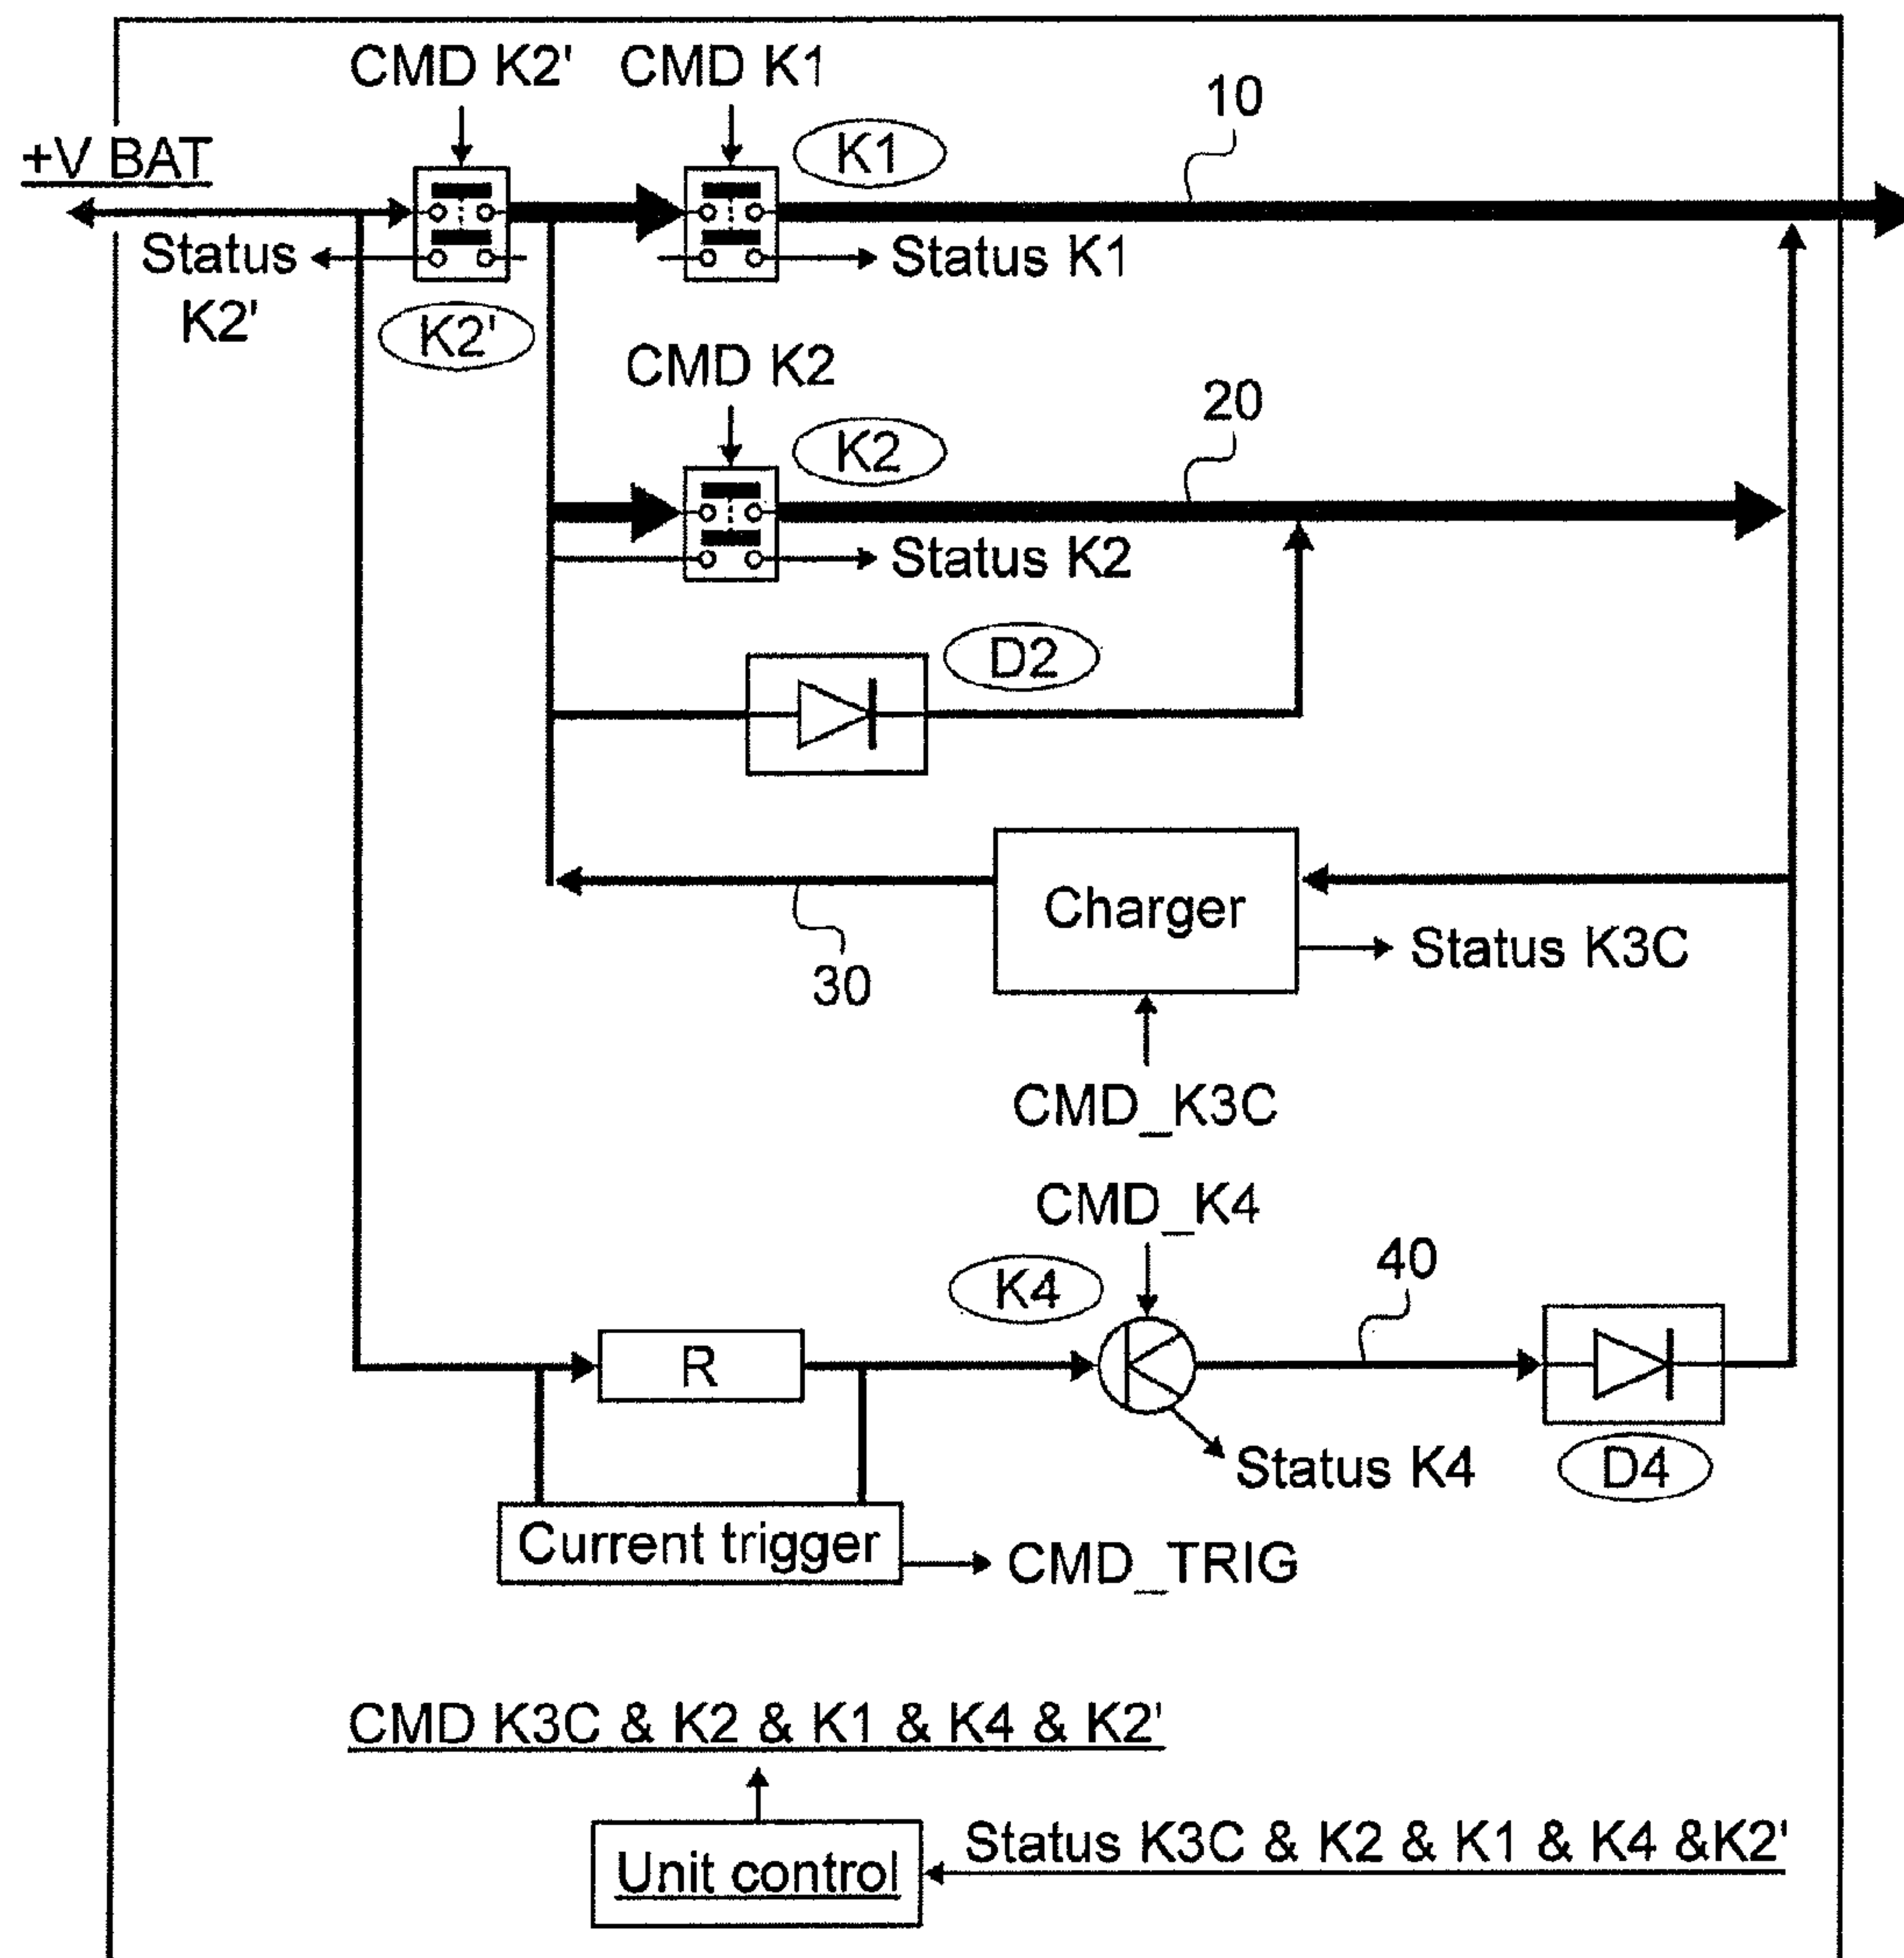 CMD K2' CMD K1
10
+V BAT
K1
Status K2'
Status K1
K2'
CMD K2
20
K2
Status K2
D2
Charger
30
Status K3C
CMD_K3C
CMD_K4
K4
40
R
Status K4
D4
Current trigger
CMD_TRIG
CMD K3C & K2 & K1 & K4 & K2'
Status K3C & K2 & K1 & K4 &K2'
Unit control